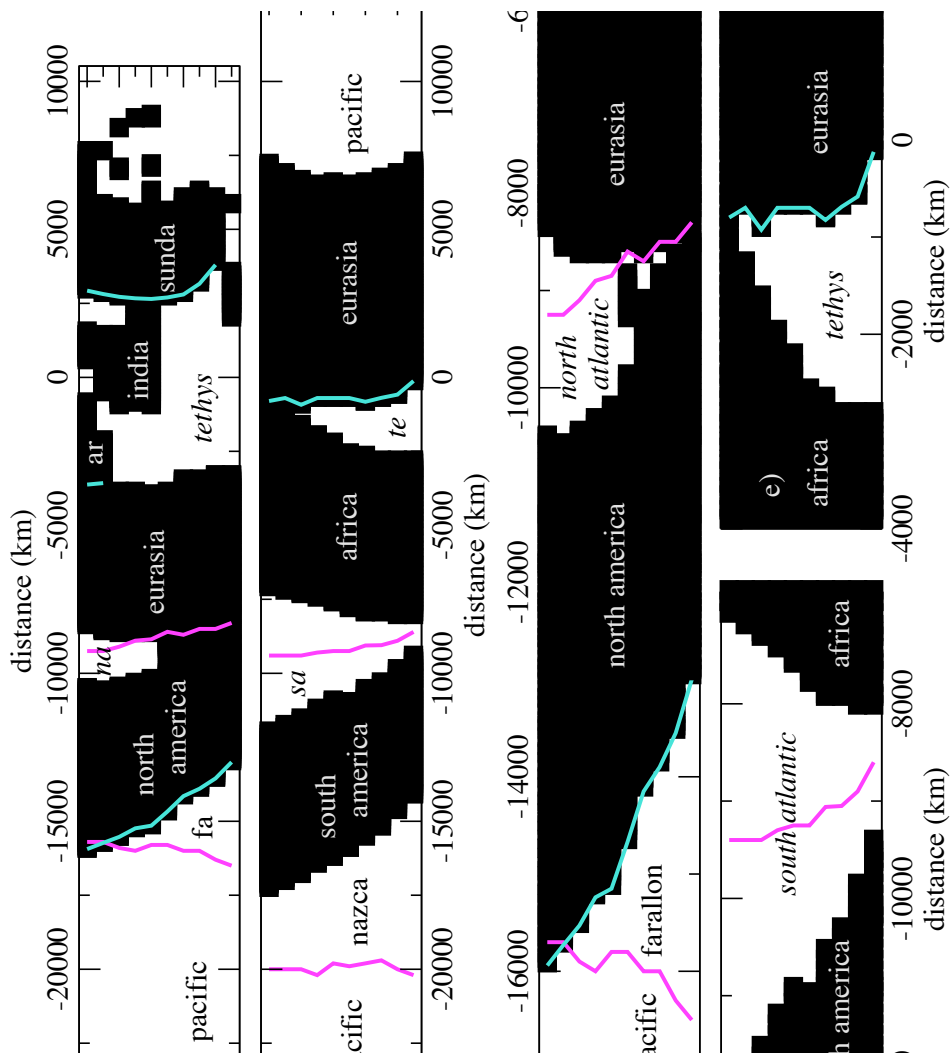 distance (km)
-20000
-15000
-10000
-5000
0
5000
10000
pacific
fa
north
america
na
eurasia
ar
india
tethys
sunda
cific
nazca
south
america
sa
africa
te
eurasia
pacific
-20000
-15000
-10000
-5000
0
5000
10000
distance (km)
-16000
-14000
-12000
-10000
-8000
-6
acific
farallon
north america
north
atlantic
eurasia
h america
south atlantic
africa
-10000
-8000
distance (km)
e)
africa
tethys
eurasia
-4000
-2000
0
distance (km)